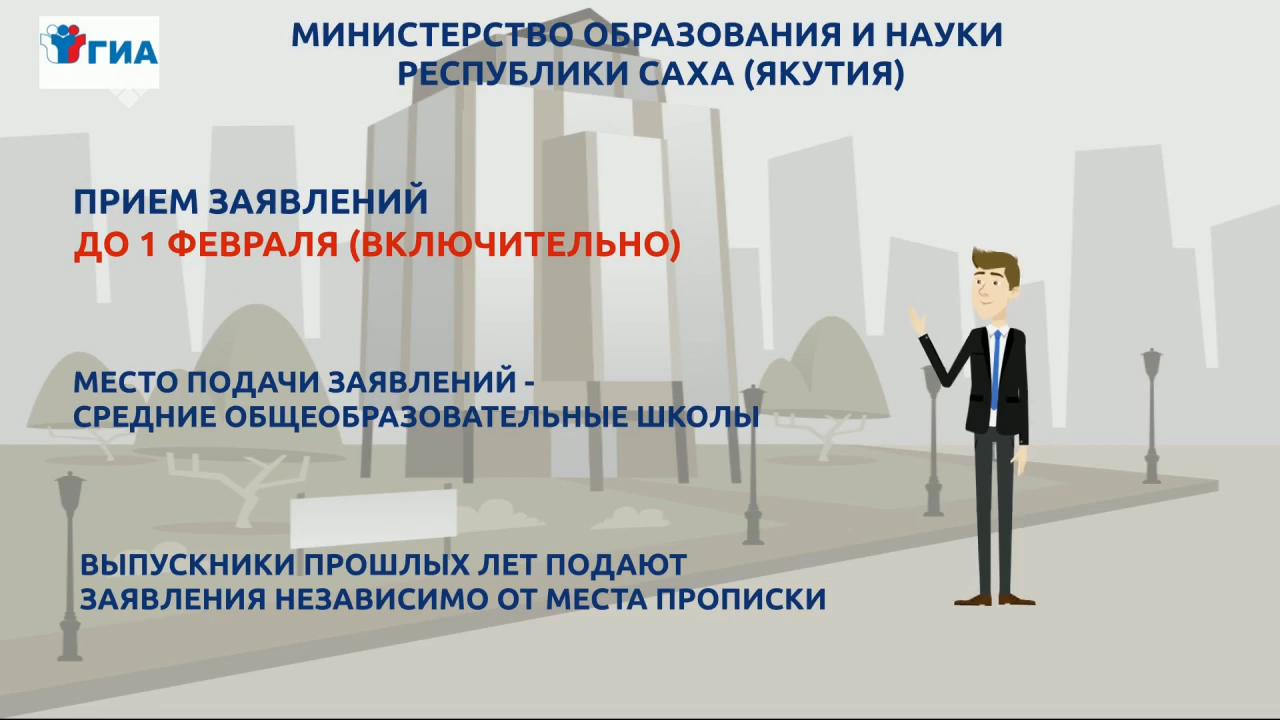 ГИА
МИНИСТЕРСТВО ОБРАЗОВАНИЯ И НАУКИ
РЕСПУБЛИКИ САХА (ЯКУТИЯ)
ПРИЕМ ЗАЯВЛЕНИЙ
ДО 1 ФЕВРАЛЯ (ВКЛЮЧИТЕЛЬНО)
МЕСТО ПОДАЧИ ЗАЯВЛЕНИЙ -
СРЕДНИЕ ОБЩЕОБРАЗОВАТЕЛЬНЫЕ ШКОЛЫ
ВЫПУСКНИКИ ПРОШЛЫХ ЛЕТ ПОДАЮТ
ЗАЯВЛЕНИЯ НЕЗАВИСИМО ОТ МЕСТА ПРОПИСКИ